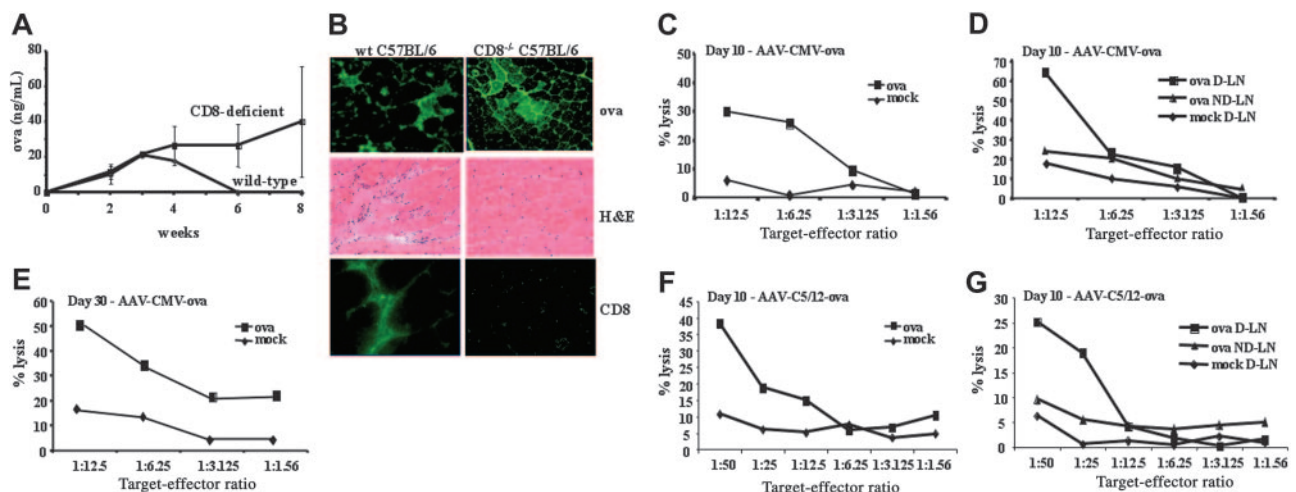 A
ova (ng/mL)
80
60
40
20
0
CD8-deficient
wild-type
0 2 4 6 8
weeks
B
wt C57BL/6 CD8-/- C57BL/6
ova
H&E
CD8
C
Day 10 - AAV-CMV-ova
% lysis
50
40
30
20
10
0
ova
mock
1:12.5 1:6.25 1:3.125 1:1.56
Target-effector ratio
D
Day 10 - AAV-CMV-ova
% lysis
70
60
50
40
30
20
10
0
ova D-LN
ova ND-LN
mock D-LN
1:12.5 1:6.25 1:3.125 1:1.56
Target-effector ratio
E
Day 30 - AAV-CMV-ova
% lysis
60
50
40
30
20
10
0
ova
mock
1:12.5 1:6.25 1:3.125 1:1.56
Target-effector ratio
F
Day 10 - AAV-C5/12-ova
% lysis
45
40
35
30
25
20
15
10
5
ova
mock
1:50 1:25 1:12.5 1:6.25 1:3.125 1:1.56
Target-effector ratio
G
Day 10 - AAV-C5/12-ova
% lysis
30
25
20
15
10
5
0
ova D-LN
ova ND-LN
mock D-LN
1:50 1:25 1:12.5 1:6.25 1:3.125 1:1.56
Target-effector ratio